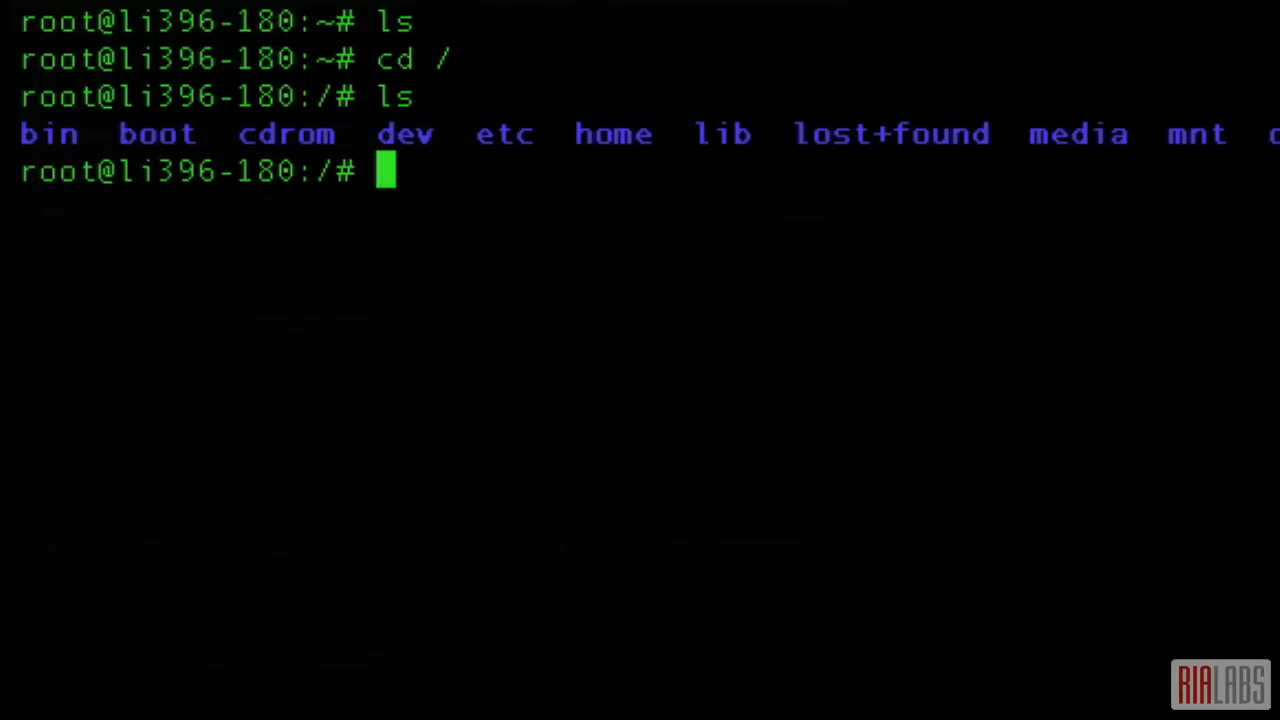 root@li396-180:~# ls
root@li396-180:~# cd /
root@li396-180:/# ls
bin boot cdrom dev etc home lib lost+found media mnt
root@li396-180:/#
RIALABS